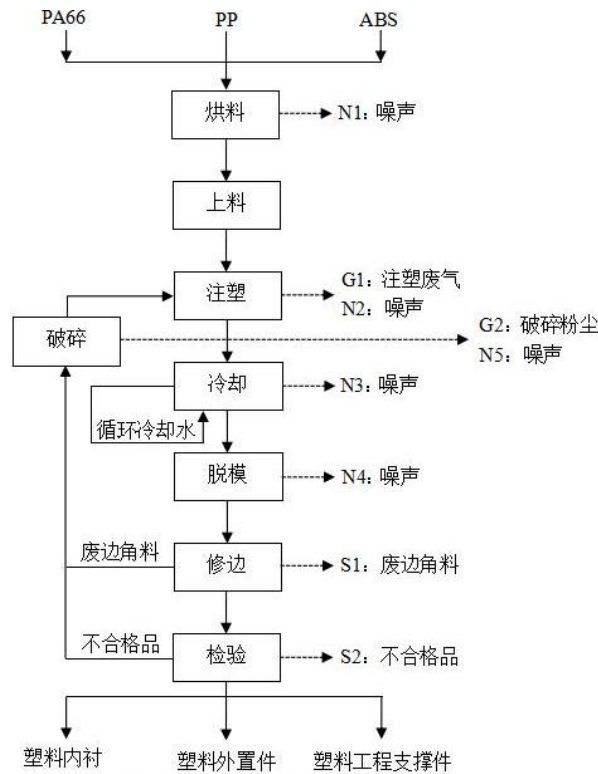 PA66
PP
ABS
烘料
N1：噪声
上料
注塑
G1：注塑废气
N2：噪声
破碎
G2：破碎粉尘
N5：噪声
冷却
N3：噪声
循环冷却水
脱模
N4：噪声
废边角料
修边
S1：废边角料
不合格品
检验
S2：不合格品
塑料内衬
塑料外置件
塑料工程支撑件